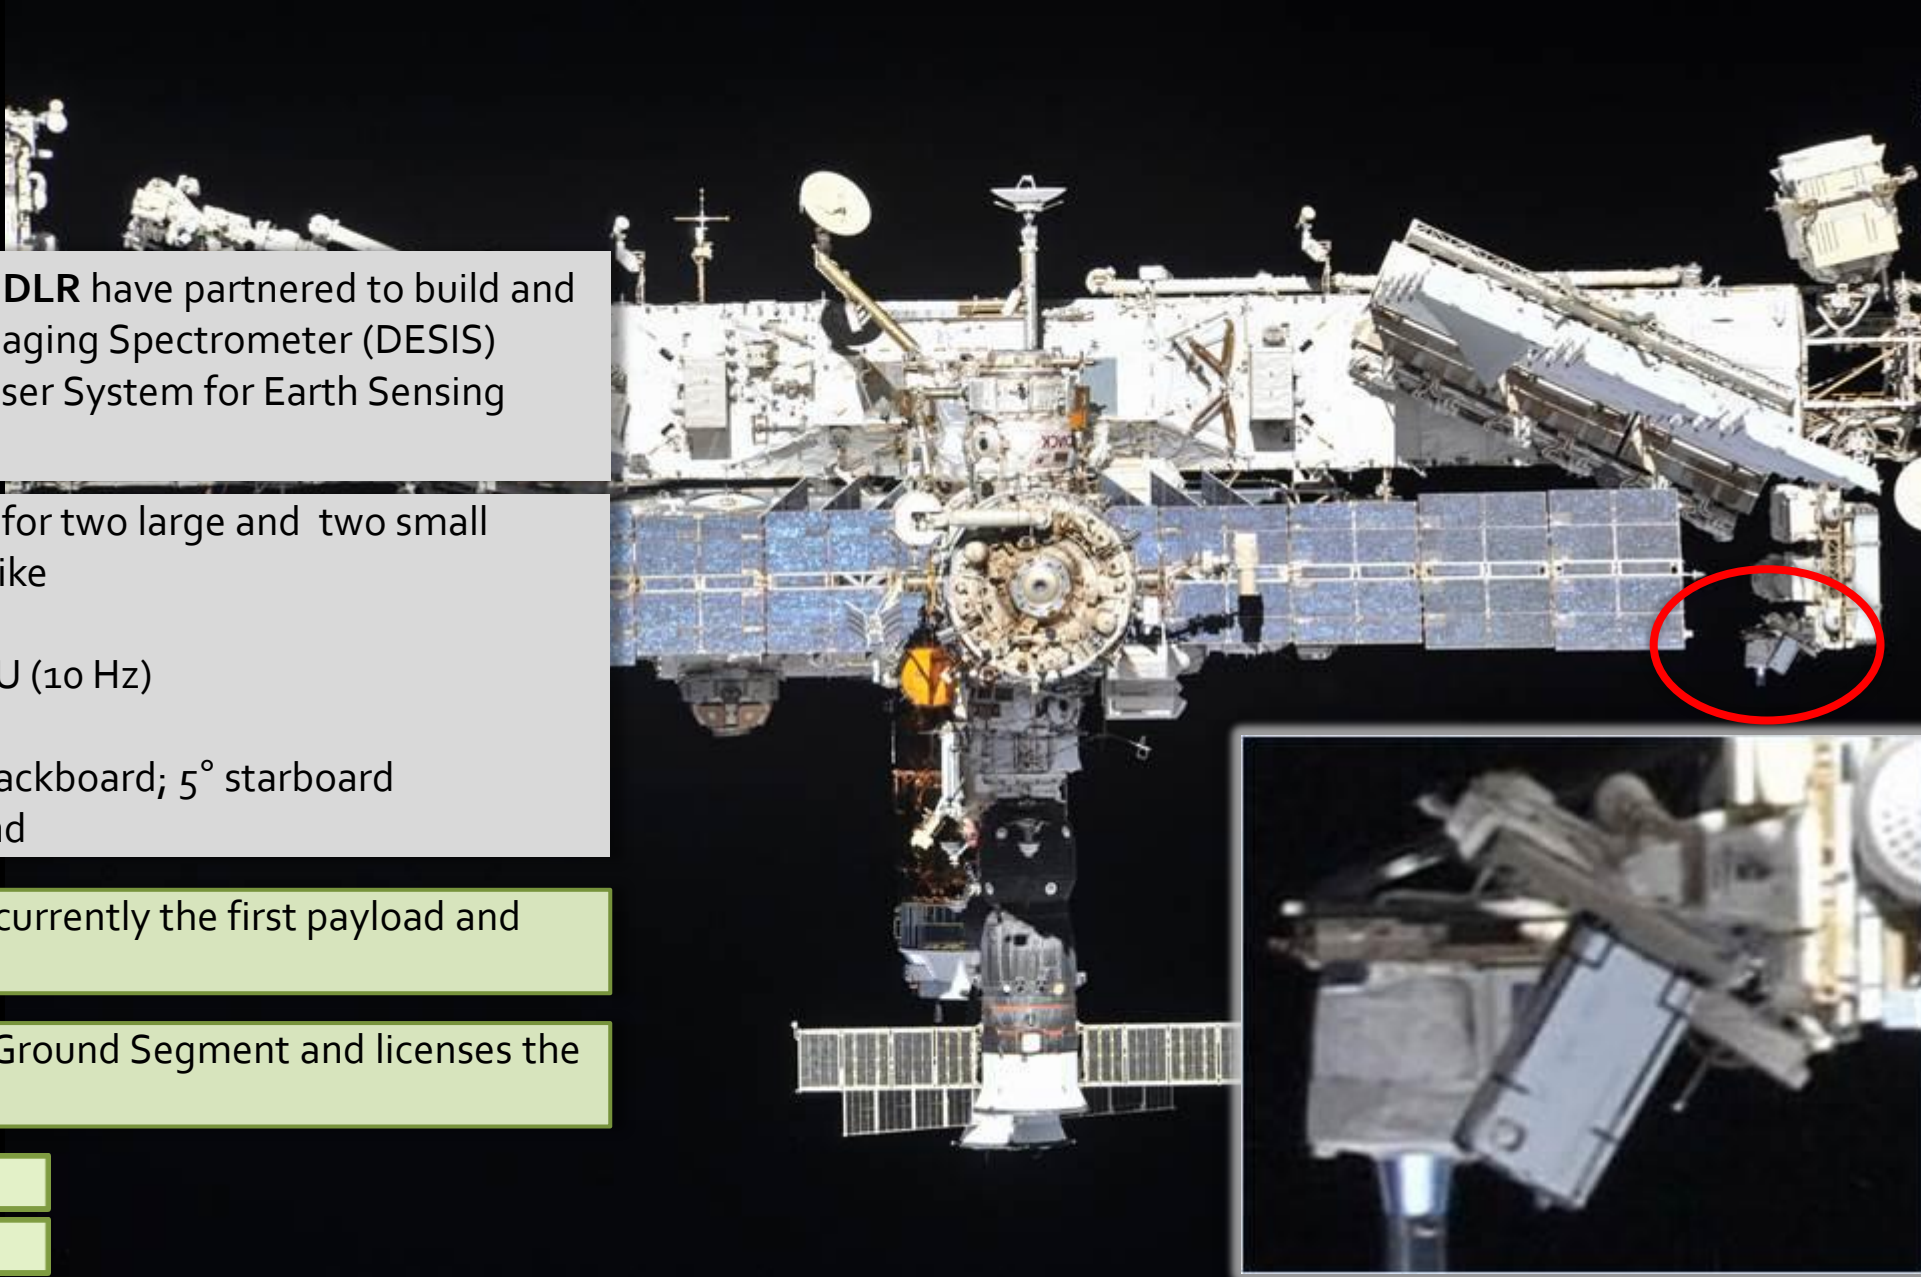 DLR have partnered to build and
aging Spectrometer (DESIS)
ser System for Earth Sensing
for two large and two small
ike
U (10 Hz)
ackboard; 5° starboard
nd
currently the first payload and
Ground Segment and licenses the